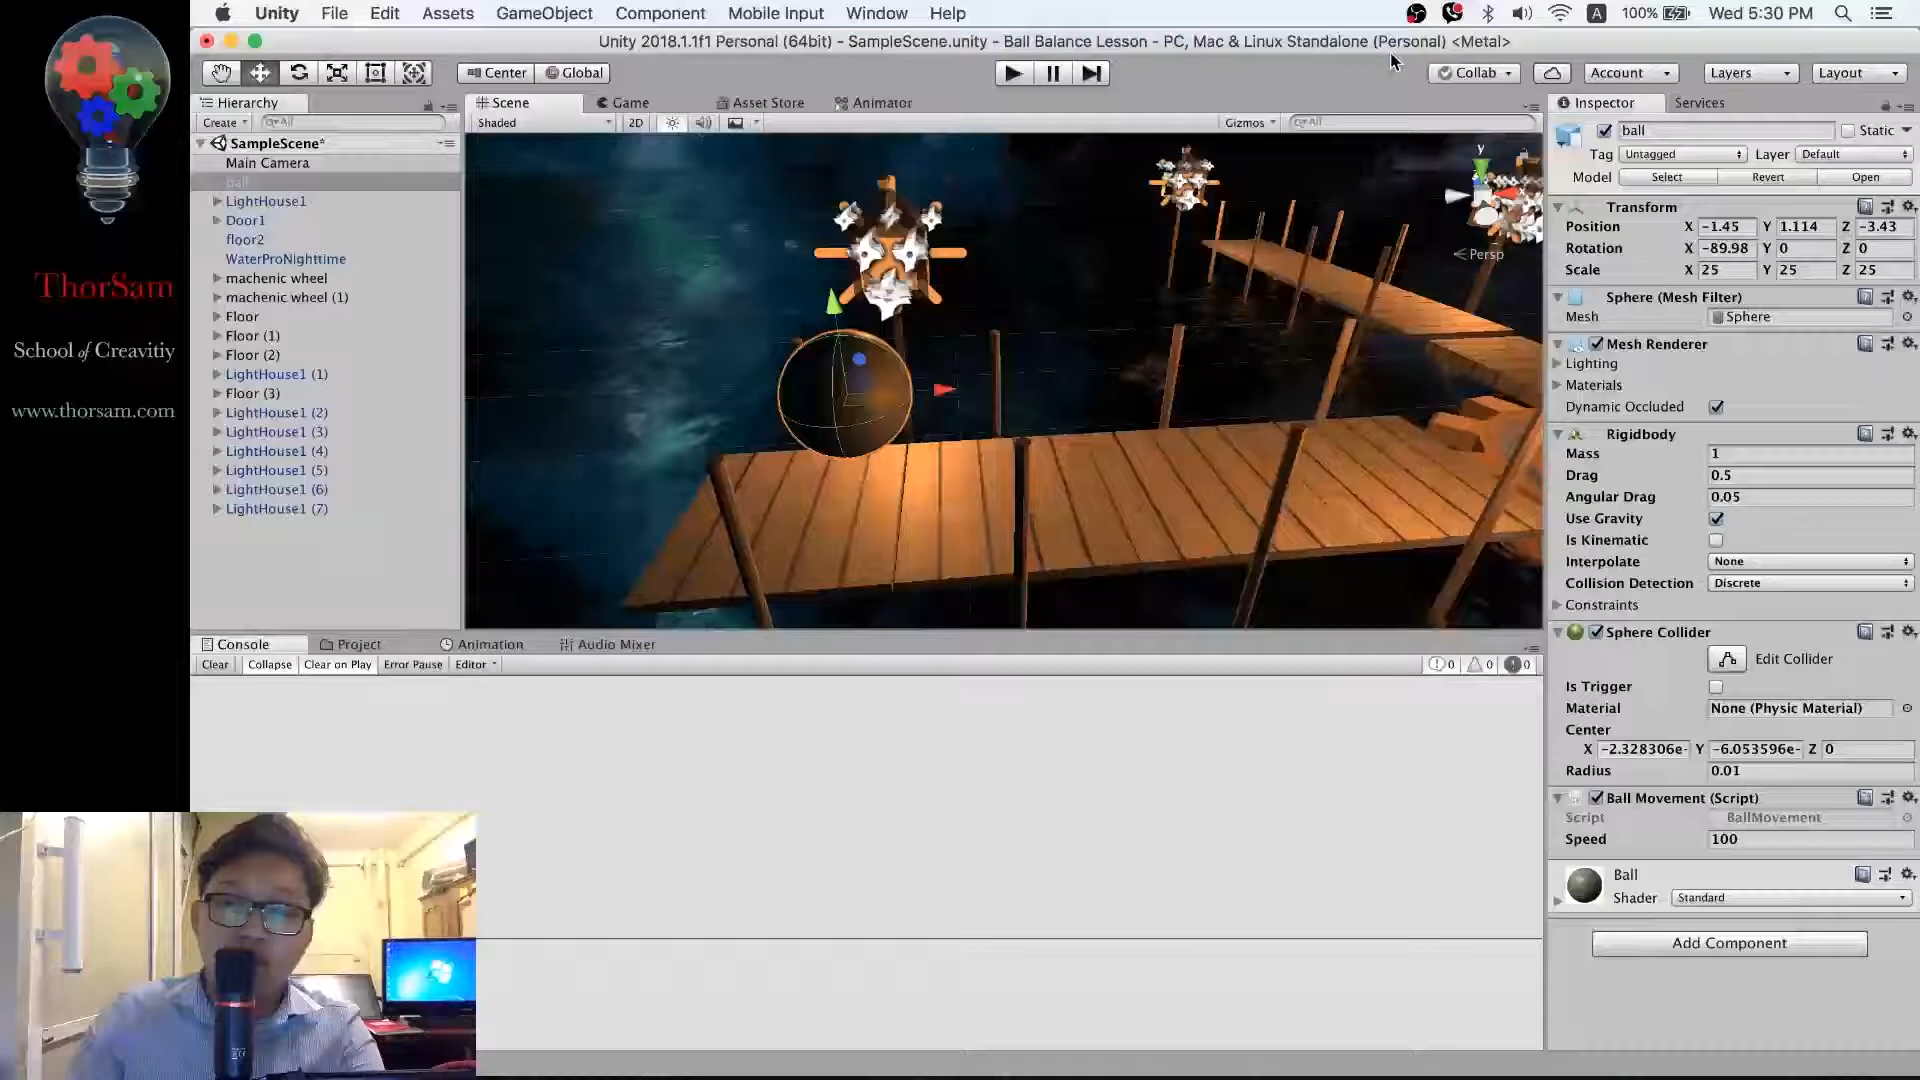 Unity File Edit Assets GameObject Component Mobile Input Window Help
A 100% Wed 5:30 PM
Unity 2018.1.1f1 Personal (64bit) - SampleScene.unity - Ball Balance Lesson - PC, Mac & Linux Standalone (Personal) <Metal>
Center Global
Collab Account Layers Layout
Hierarchy
Create All
SampleScene*
Main Camera
ball
LightHouse1
Door1
floor2
WaterProNighttime
machenic wheel
machenic wheel (1)
Floor
Floor (1)
Floor (2)
LightHouse1 (1)
Floor (3)
LightHouse1 (2)
LightHouse1 (3)
LightHouse1 (4)
LightHouse1 (5)
LightHouse1 (6)
LightHouse1 (7)
Scene Game Asset Store Animator
Shaded 2D Gizmos All
y
x
Persp
Console Project Animation Audio Mixer
Clear Collapse Clear on Play Error Pause Editor 0 0 0
Inspector Services
ball Static
Tag Untagged Layer Default
Model Select Revert Open
Transform
Position X -1.45 Y 1.114 Z -3.43
Rotation X -89.98 Y 0 Z 0
Scale X 25 Y 25 Z 25
Sphere (Mesh Filter)
Mesh Sphere
Mesh Renderer
Lighting
Materials
Dynamic Occluded
Rigidbody
Mass 1
Drag 0.5
Angular Drag 0.05
Use Gravity
Is Kinematic
Interpolate None
Collision Detection Discrete
Constraints
Sphere Collider
Edit Collider
Is Trigger
Material None (Physic Material)
Center
X -2.328306e- Y -6.053596e- Z 0
Radius 0.01
Ball Movement (Script)
Script BallMovement
Speed 100
Ball
Shader Standard
Add Component
ThorSam
School of Creavitiy
www.thorsam.com